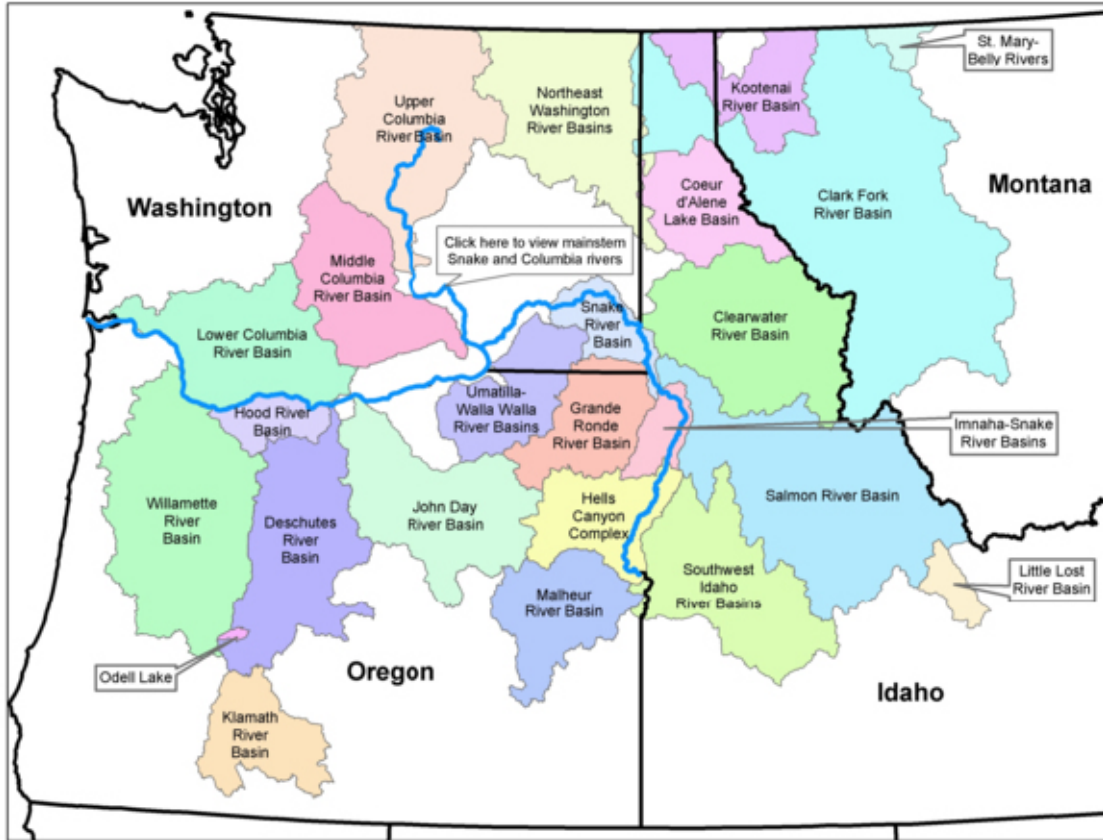 St. Mary-
Belly Rivers
Kootenai
River Basin
Upper
Columbia
River Basin
Northeast
Washington
River Basins
Washington
Coeur
d'Alene
Lake Basin
Clark Fork
River Basin
Montana
Click here to view mainstem
Snake and Columbia rivers
Middle
Columbia
River Basin
Snake
River
Basin
Clearwater
River Basin
Lower Columbia
River Basin
Hood River
Basin
Umatilla-
Walla Walla
River Basins
Grande
Ronde
River Basin
Imnaha-Snake
River Basins
Willamette
River
Basin
Deschutes
River
Basin
John Day
River Basin
Hells
Canyon
Complex
Salmon River Basin
Malheur
River Basin
Southwest
Idaho
River Basins
Little Lost
River Basin
Odell Lake
Oregon
Idaho
Klamath
River
Basin